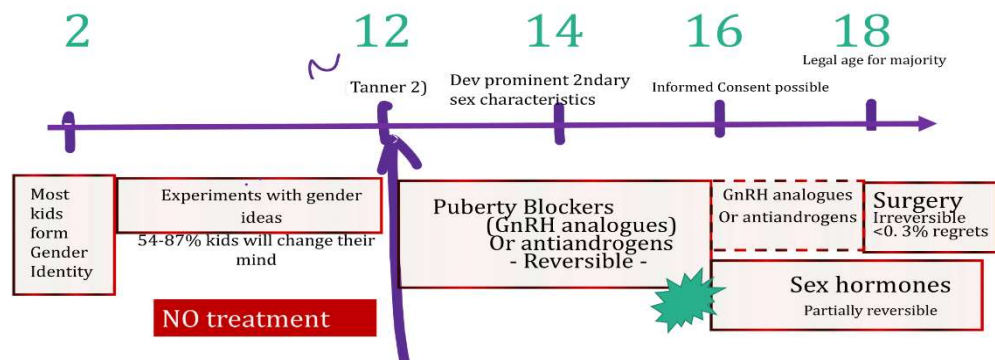 2
12
14
16
18
~
Tanner 2)
Dev prominent 2ndary
sex characteristics
Informed Consent possible
Legal age for majority
Most
kids
form
Gender
Identity
Experiments with gender
ideas
54-87% kids will change their
mind
NO treatment
Puberty Blockers
(GnRH analogues)
Or antiandrogens
- Reversible -
GnRH analogues
Or antiandrogens
Surgery
Irreversible
<0. 3% regrets
Sex hormones
Partially reversible